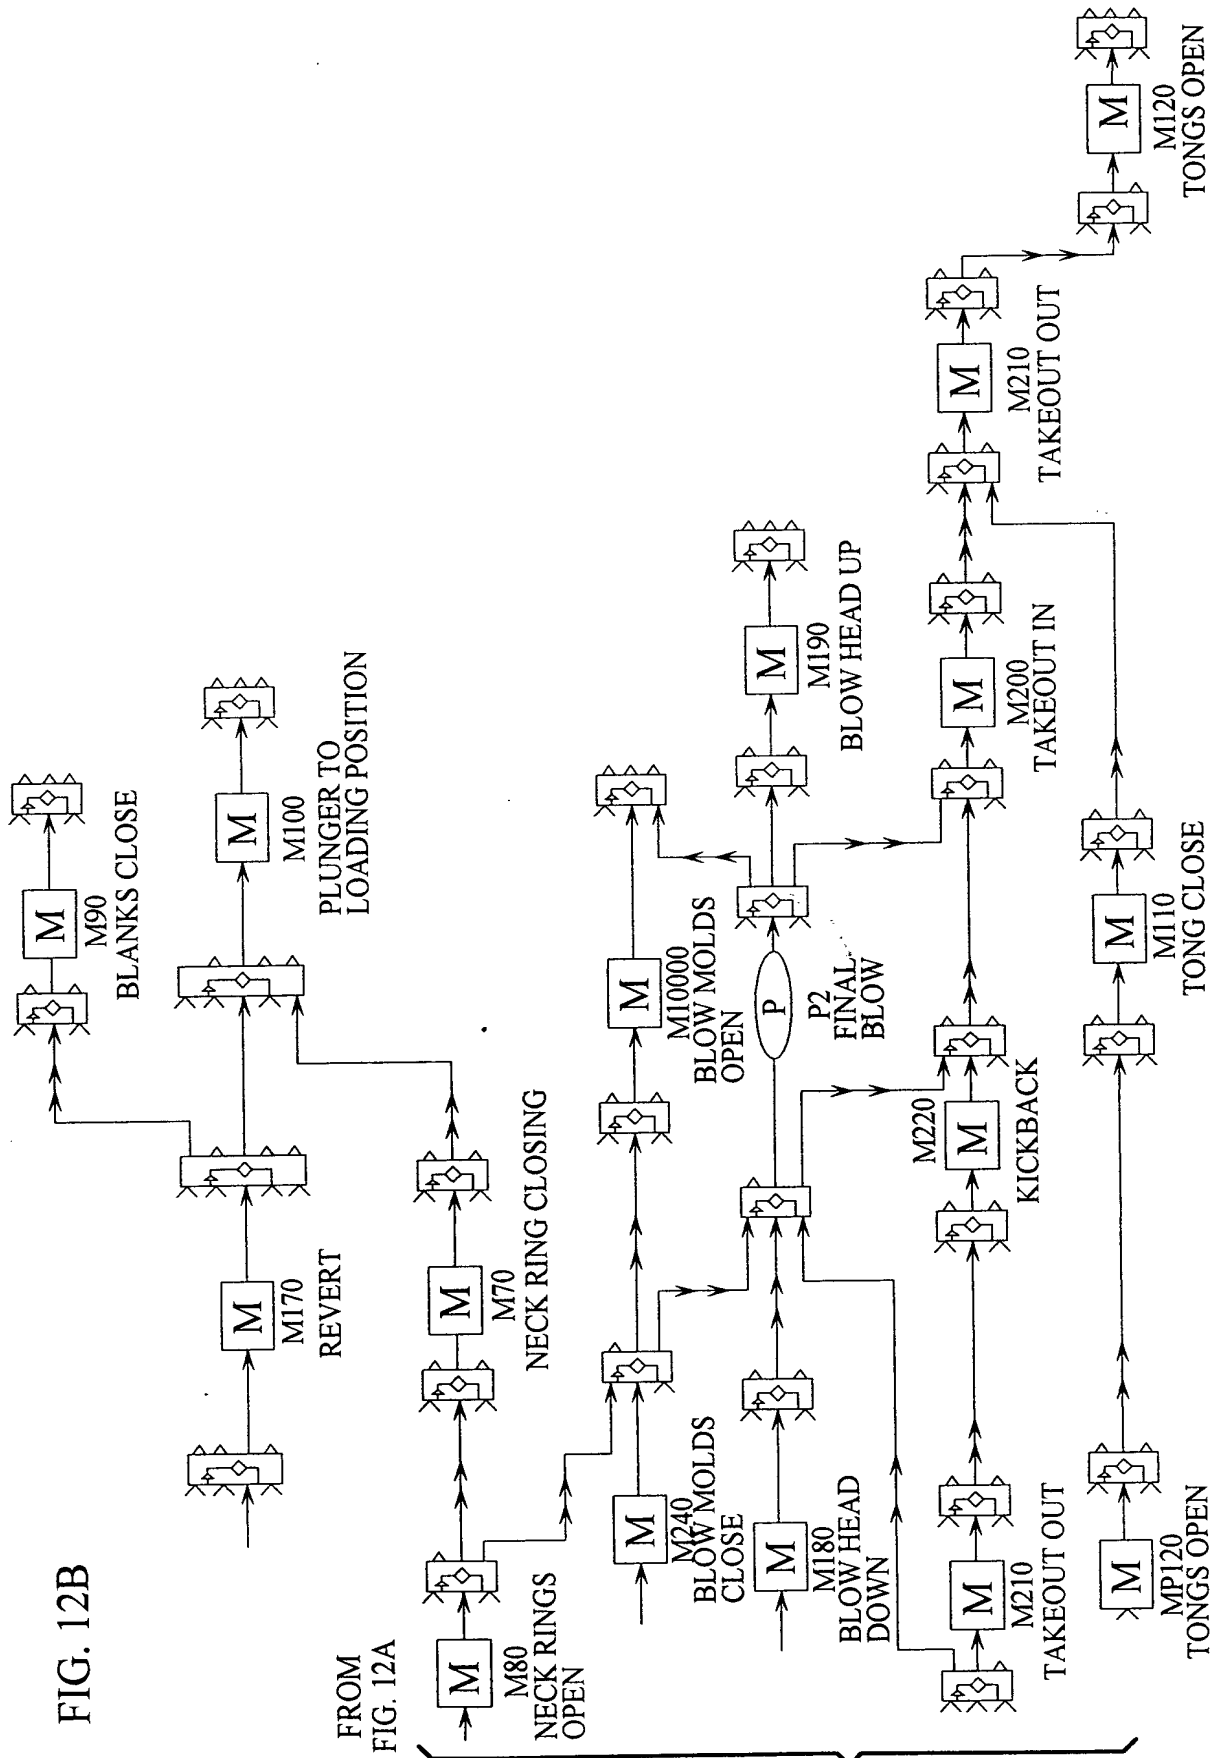 FIG. 12B
FROM
FIG. 12A
M
M90
BLANKS CLOSE
M
M170
REVERT
M
M100
PLUNGER TO
LOADING POSITION
M
M80
NECK RINGS
OPEN
M
M70
NECK RING CLOSING
M
M240
BLOW MOLDS
CLOSE
M
M10000
BLOW MOLDS
OPEN
M
M180
BLOW HEAD
DOWN
P
P2
FINAL
BLOW
M
M190
BLOW HEAD UP
M
M210
TAKEOUT OUT
M220
M
KICKBACK
M
M200
TAKEOUT IN
M
M210
TAKEOUT OUT
M
MP120
TONGS OPEN
M
M110
TONG CLOSE
M
M120
TONGS OPEN